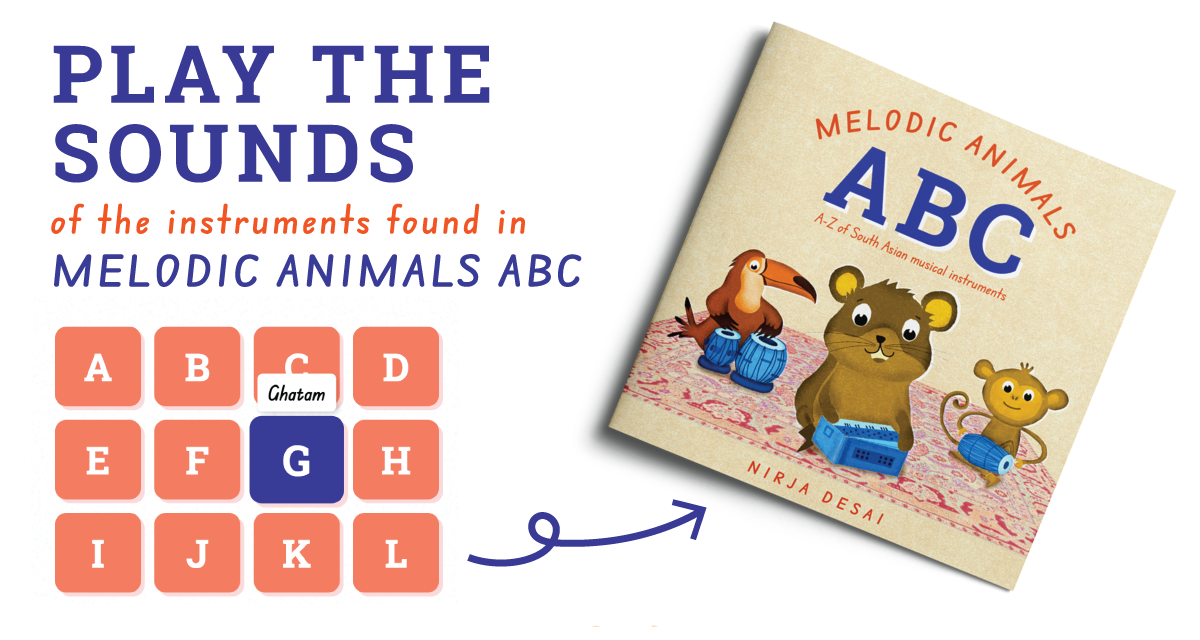 PLAY THE
SOUNDS
of the instruments found in
MELODIC ANIMALS ABC
A B C D
Ghatam
E F G H
I J K L
MELODIC ANIMALS
ABC
A-Z of South Asian musical instruments
NIRJA DESAI